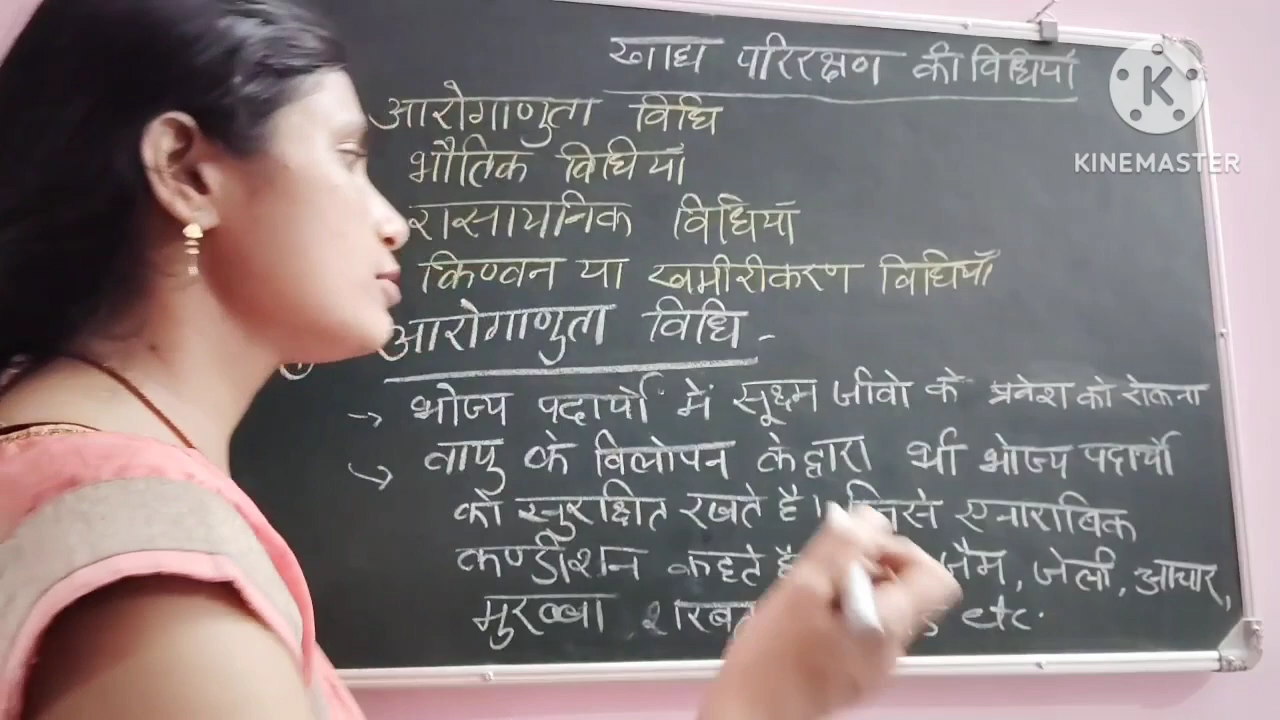 खाद्य परिरक्षण की विधियाँ
आरोगाणुता विधि
भौतिक विधियाँ
रासायनिक विधियाँ
किण्वन या खमीरीकरण विधियाँ
आरोगाणुता विधि -
→ भोज्य पदार्थो में सूक्ष्म जीवो के प्रवेश को रोकना
→ वायु के विलोपन के द्वारा भी भोज्य पदार्थो
को सुरक्षित रखते है। जिसे एनारोबिक
कण्डीशन कहते है जैम, जेली, आचार,
मुरब्बा शरबत etc.
K
KINEMASTER